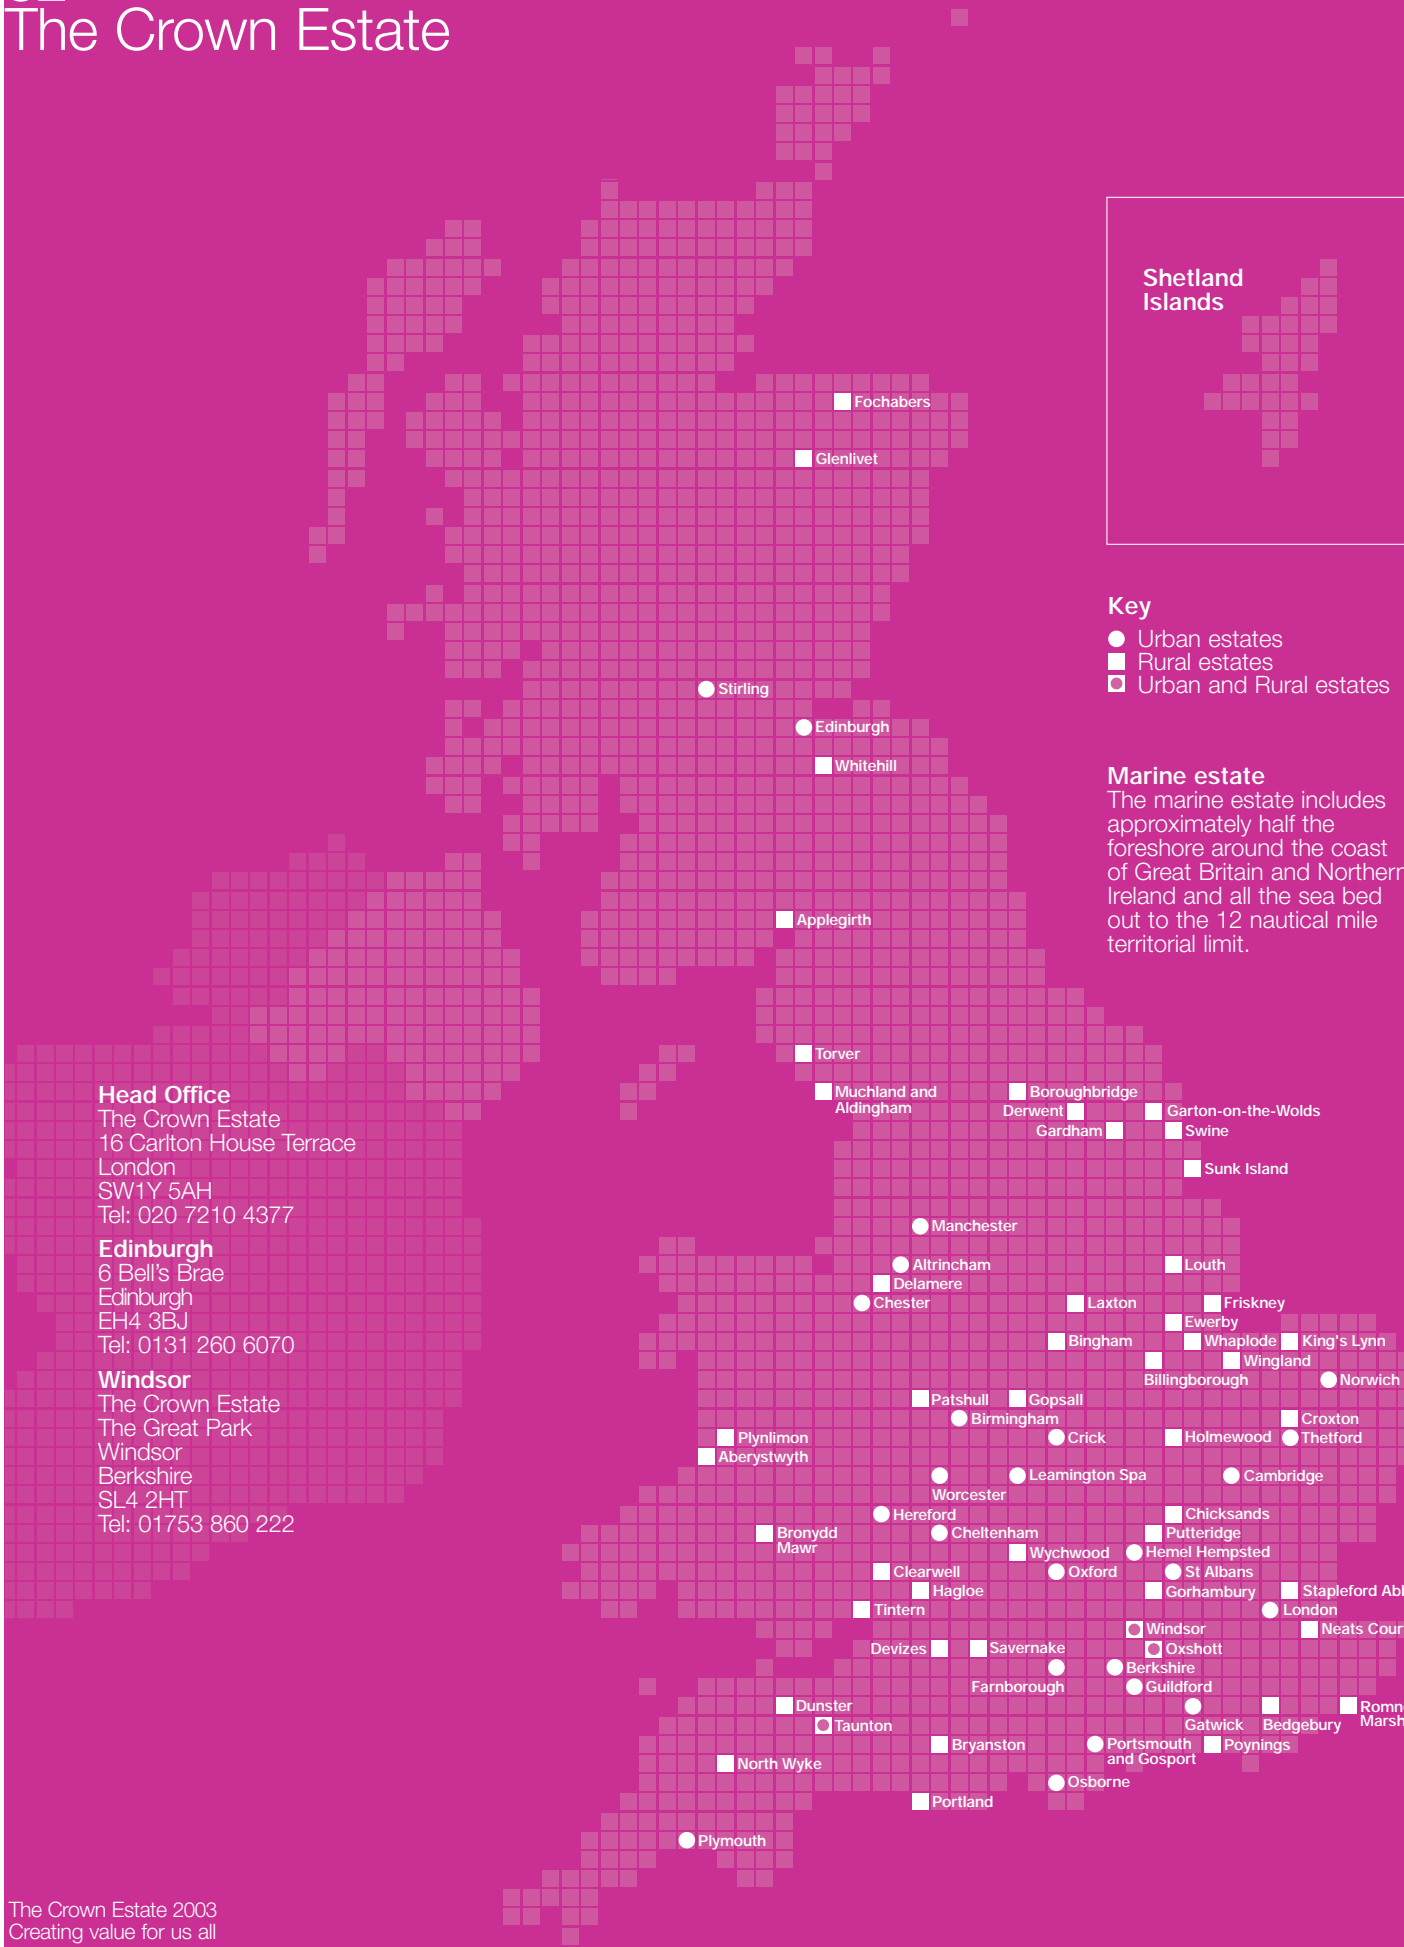 The Crown Estate
Shetland
Islands
Fochabers
Glenlivet
Key
Urban estates
Rural estates
Urban and Rural estates
Stirling
Edinburgh
Whitehill
Marine estate
The marine estate includes
approximately half the
foreshore around the coast
of Great Britain and Northern
Ireland and all the sea bed
out to the 12 nautical mile
territorial limit.
Applegirth
Torver
Muchland and
Aldingham
Boroughbridge
Derwent
Garton-on-the-Wolds
Gardham
Swine
Sunk Island
Head Office
The Crown Estate
16 Carlton House Terrace
London
SW1Y 5AH
Tel: 020 7210 4377
Edinburgh
6 Bell's Brae
Edinburgh
EH4 3BJ
Tel: 0131 260 6070
Windsor
The Crown Estate
The Great Park
Windsor
Berkshire
SL4 2HT
Tel: 01753 860 222
Manchester
Altrincham
Louth
Delamere
Chester
Laxton
Friskney
Ewerby
Bingham
Whaplode
King's Lynn
Wingland
Billingborough
Norwich
Patshull
Gopsall
Birmingham
Croxton
Plynlimon
Crick
Holmewood
Thetford
Aberystwyth
Leamington Spa
Cambridge
Worcester
Hereford
Chicksands
Bronydd
Mawr
Cheltenham
Putteridge
Wychwood
Hemel Hempsted
Clearwell
Oxford
St Albans
Hagloe
Gorhambury
Stapleford
Tintern
London
Windsor
Neats
Devizes
Savernake
Oxshott
Berkshire
Farnborough
Guildford
Dunster
Gatwick
Bedgebury
Marsh
Taunton
Bryanston
Portsmouth
and Gosport
Poynings
North Wyke
Osborne
Portland
Plymouth
The Crown Estate 2003
Creating value for us all